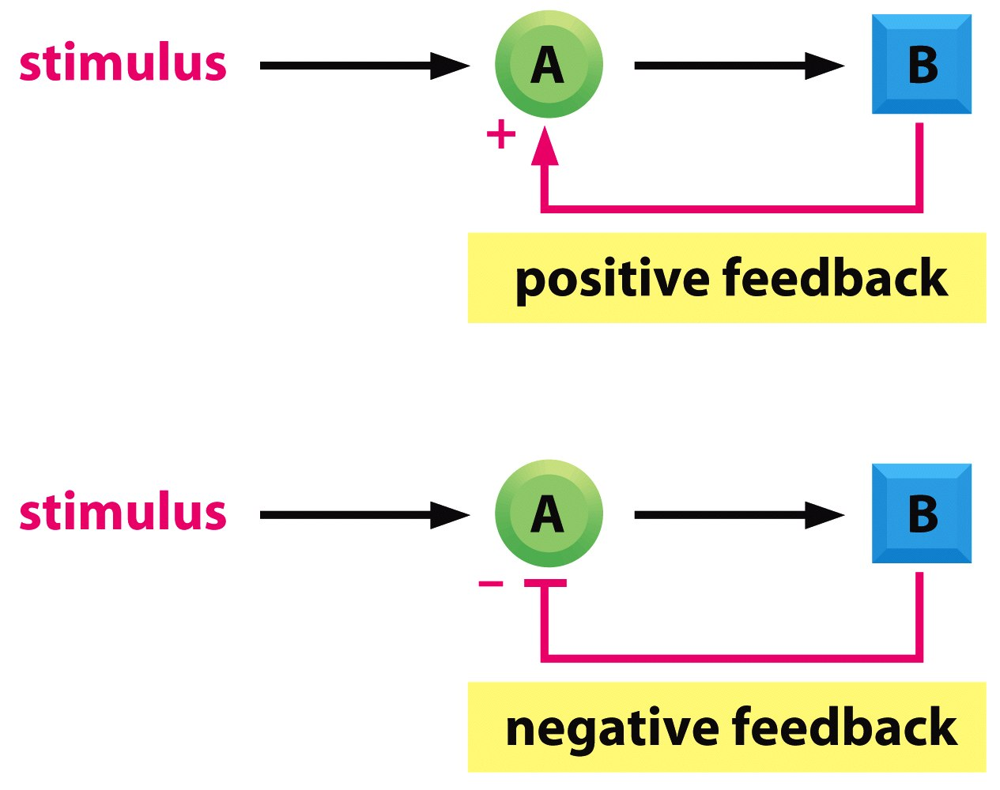 stimulus A B
+
positive feedback
stimulus A B
–
negative feedback